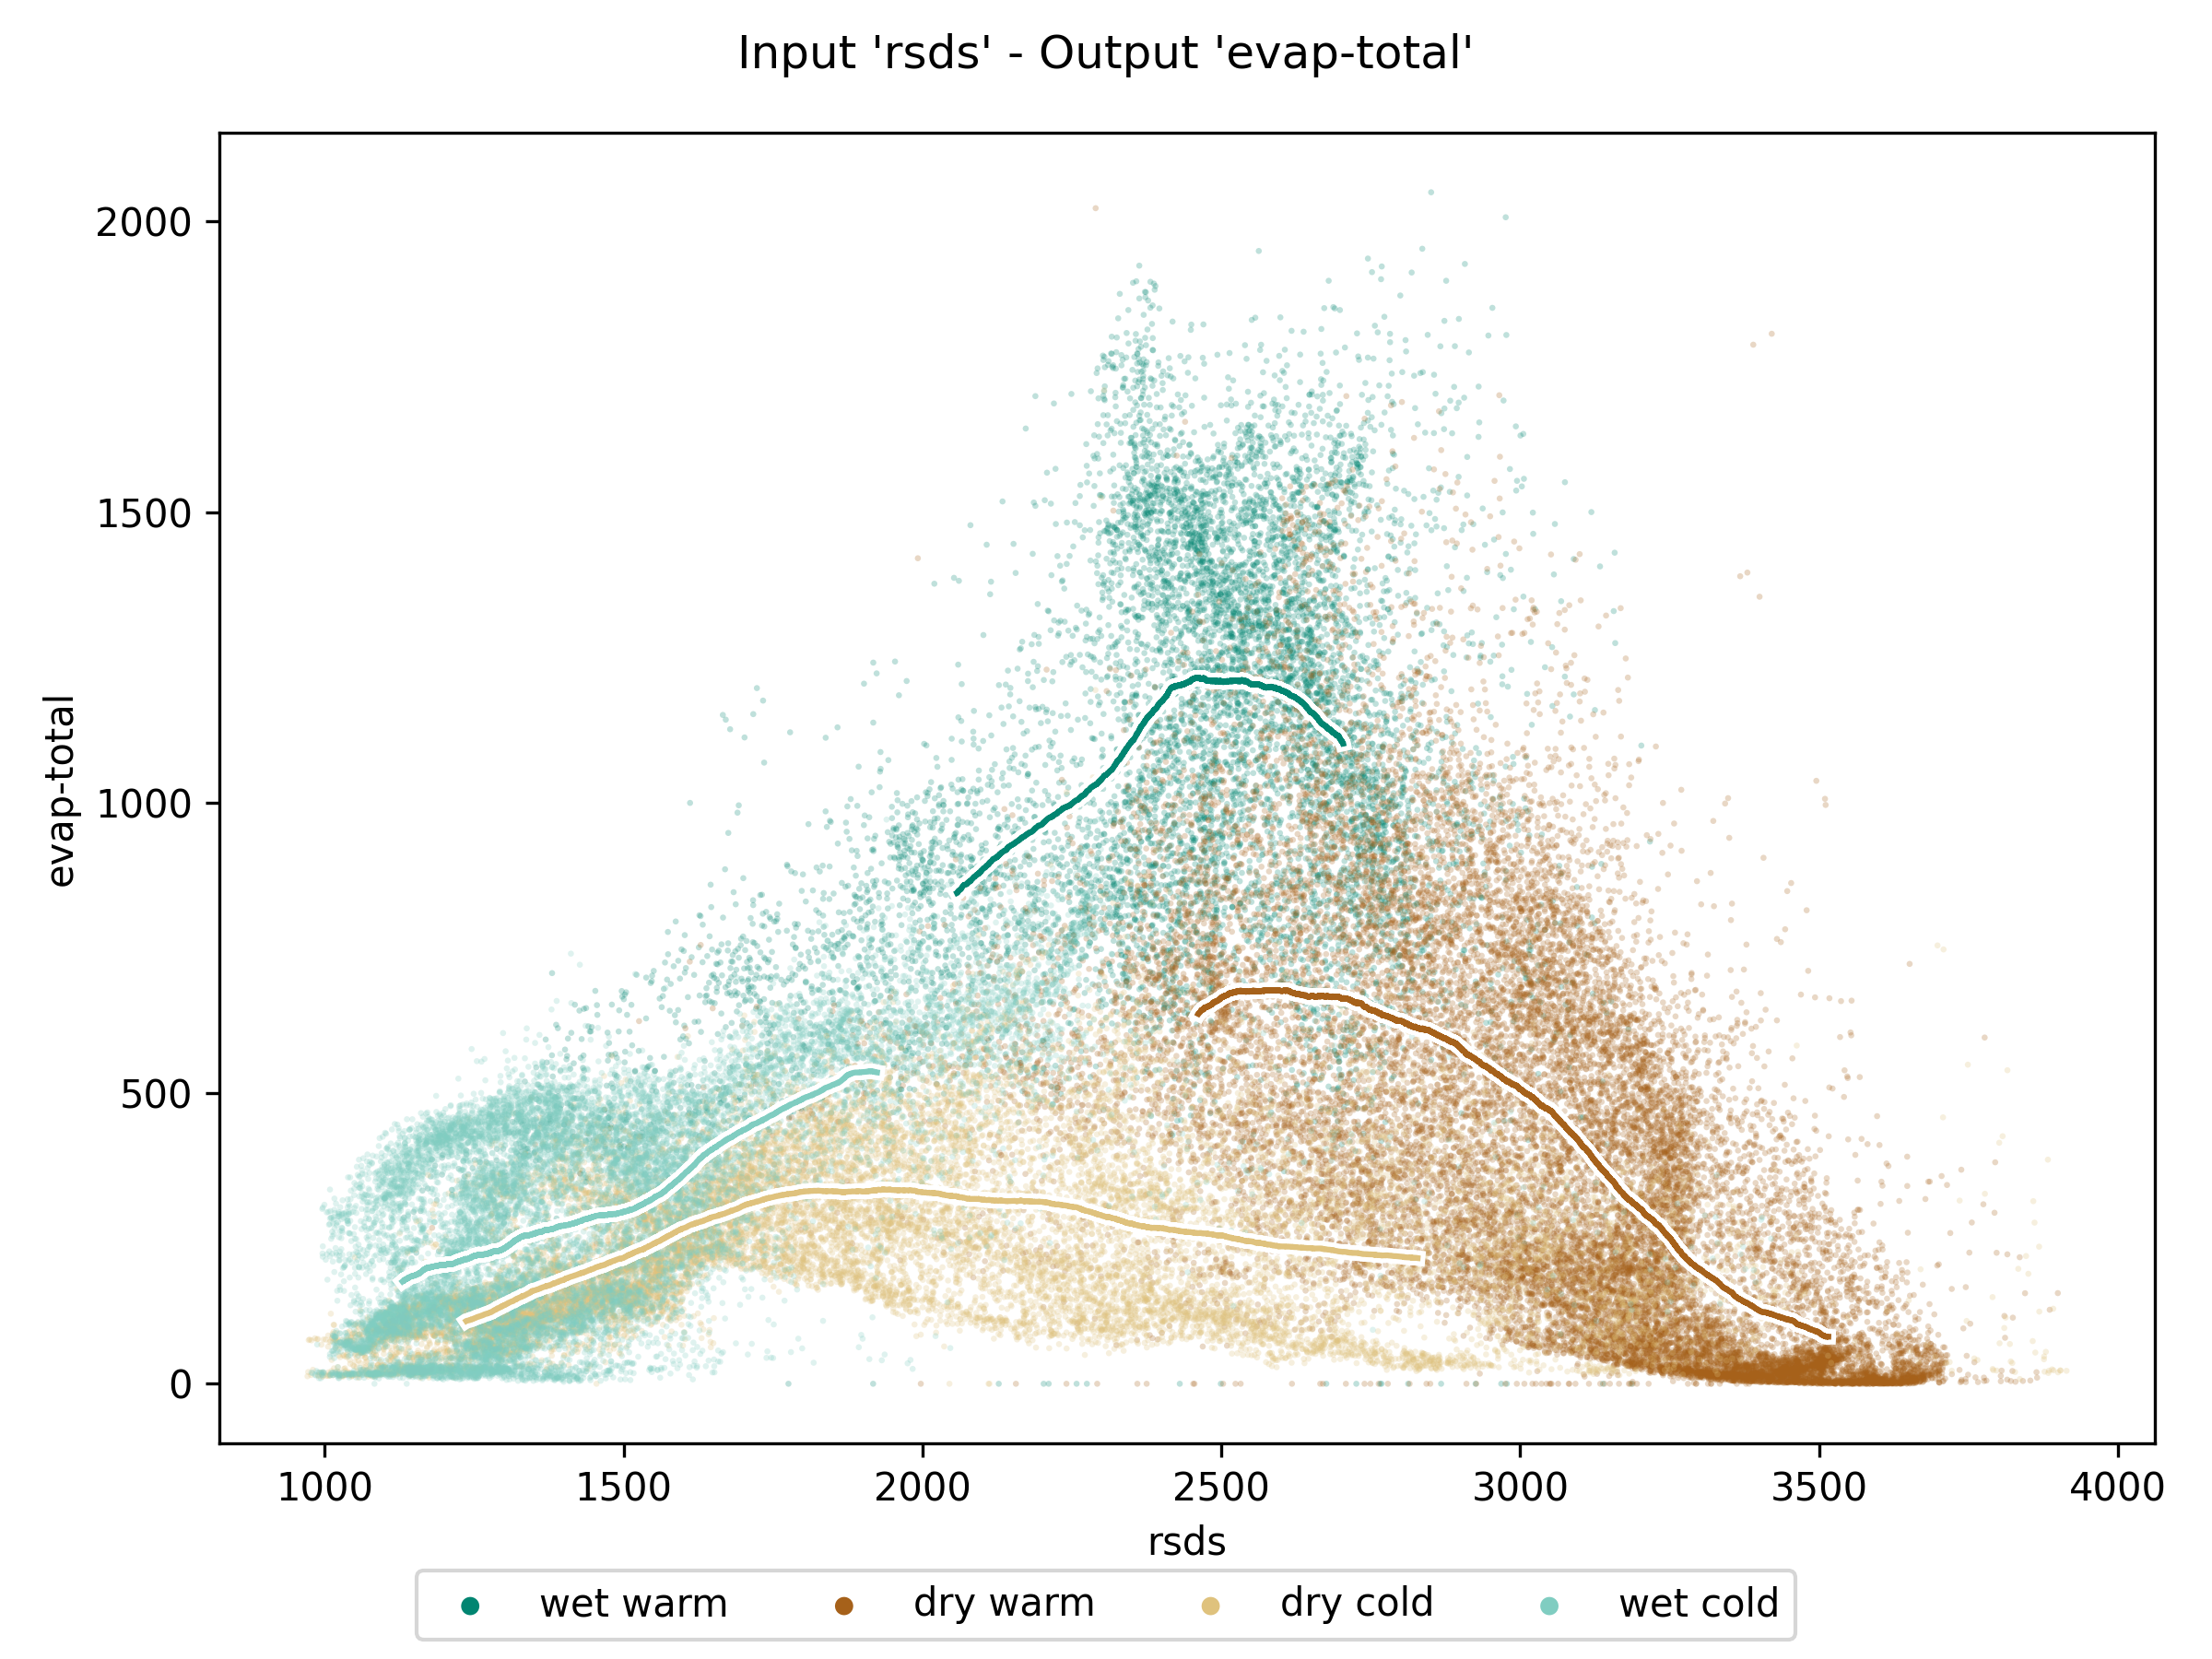 Input 'rsds' - Output 'evap-total'
2000
1500
1000
500
0
evap-total
1000 1500 2000 2500 3000 3500 4000
rsds
wet warm dry warm dry cold wet cold